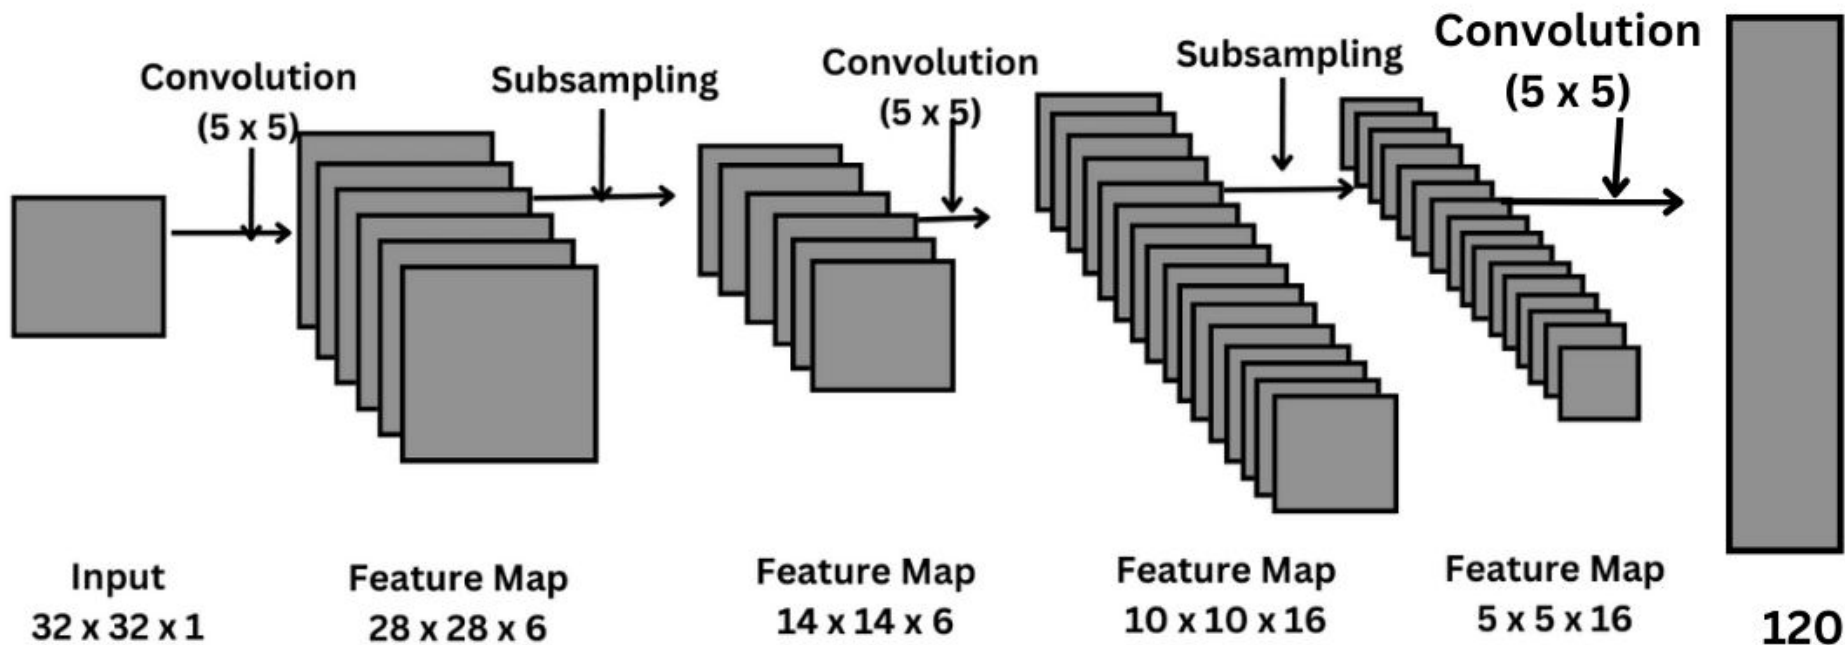 Convolution
(5 x 5)
Subsampling
Convolution
(5 x 5)
Subsampling
Convolution
(5 x 5)
Input
32 x 32 x 1
Feature Map
28 x 28 x 6
Feature Map
14 x 14 x 6
Feature Map
10 x 10 x 16
Feature Map
5 x 5 x 16
120